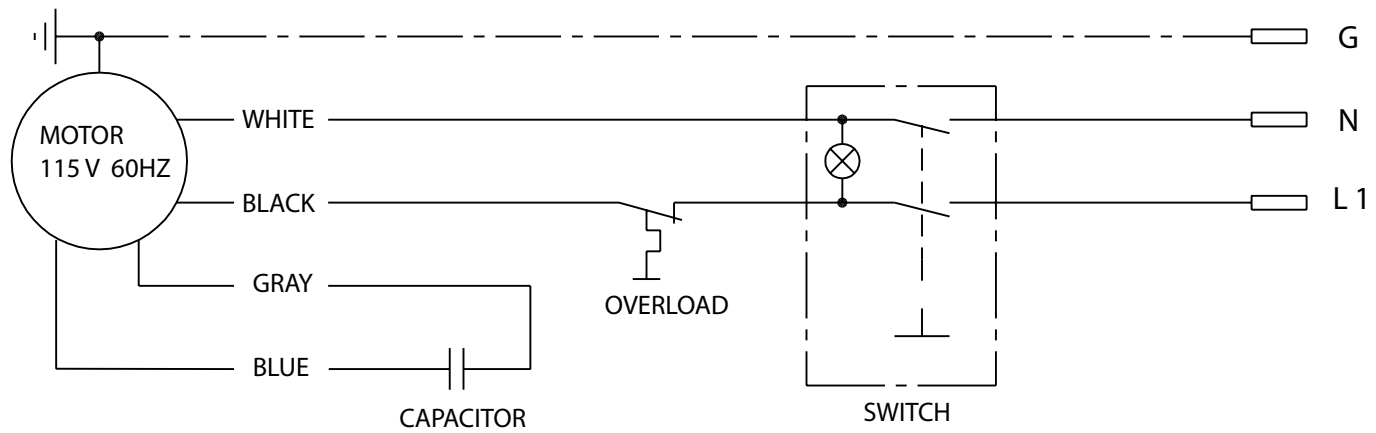 G
WHITE
N
MOTOR
115 V 60HZ
BLACK
L 1
GRAY
OVERLOAD
BLUE
CAPACITOR
SWITCH